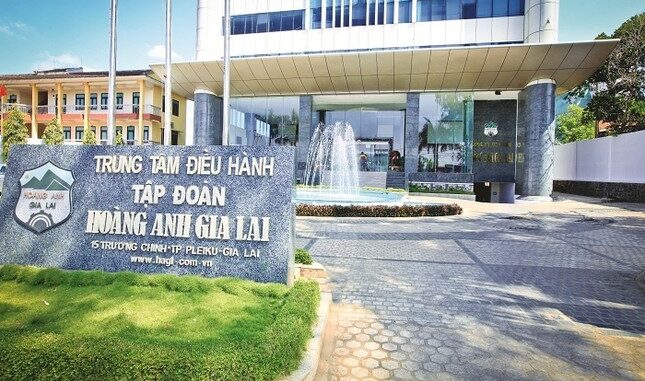 TRUNG TÂM ĐIỀU HÀNH
TẬP ĐOÀN
HOÀNG ANH GIA LAI
15 TRƯỜNG CHINH-TP PLEIKU-GIA LAI
www.hagl.com.vn
HOÀNG ANH
GIA LAI